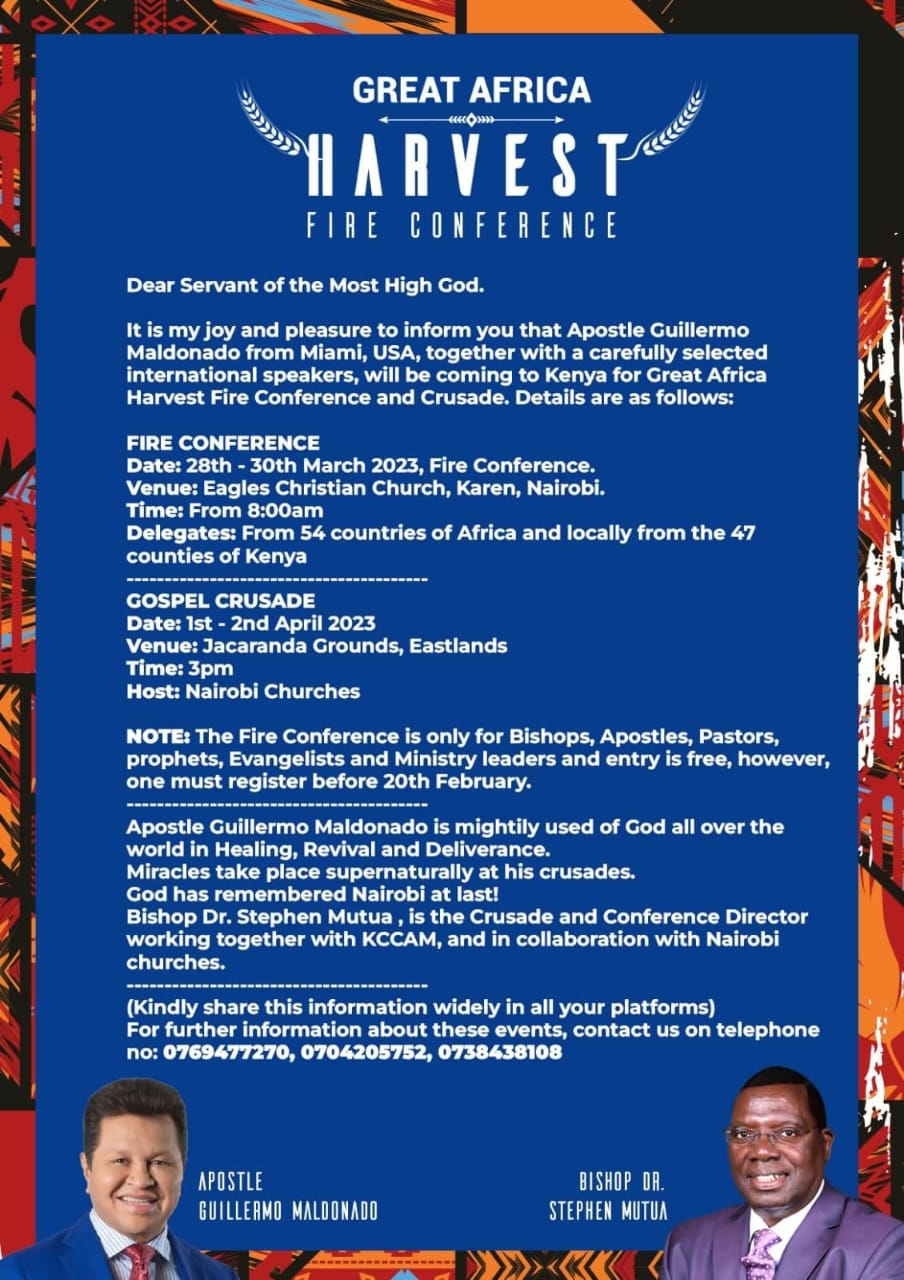 GREAT AFRICA
HARVEST
FIRE CONFERENCE
Dear Servant of the Most High God.
It is my joy and pleasure to inform you that Apostle Guillermo
Maldonado from Miami, USA, together with a carefully selected
international speakers, will be coming to Kenya for Great Africa
Harvest Fire Conference and Crusade. Details are as follows:
FIRE CONFERENCE
Date: 28th - 30th March 2023, Fire Conference.
Venue: Eagles Christian Church, Karen, Nairobi.
Time: From 8:00am
Delegates: From 54 countries of Africa and locally from the 47
counties of Kenya
----------------------------------------
GOSPEL CRUSADE
Date: 1st - 2nd April 2023
Venue: Jacaranda Grounds, Eastlands
Time: 3pm
Host: Nairobi Churches
NOTE: The Fire Conference is only for Bishops, Apostles, Pastors,
prophets, Evangelists and Ministry leaders and entry is free, however,
one must register before 20th February.
----------------------------------------
Apostle Guillermo Maldonado is mightily used of God all over the
world in Healing, Revival and Deliverance.
Miracles take place supernaturally at his crusades.
God has remembered Nairobi at last!
Bishop Dr. Stephen Mutua , is the Crusade and Conference Director
working together with KCCAM, and in collaboration with Nairobi
churches.
----------------------------------------
(Kindly share this information widely in all your platforms)
For further information about these events, contact us on telephone
no: 0769477270, 0704205752, 0738438108
APOSTLE
GUILLERMO MALDONADO
BISHOP DR.
STEPHEN MUTUA